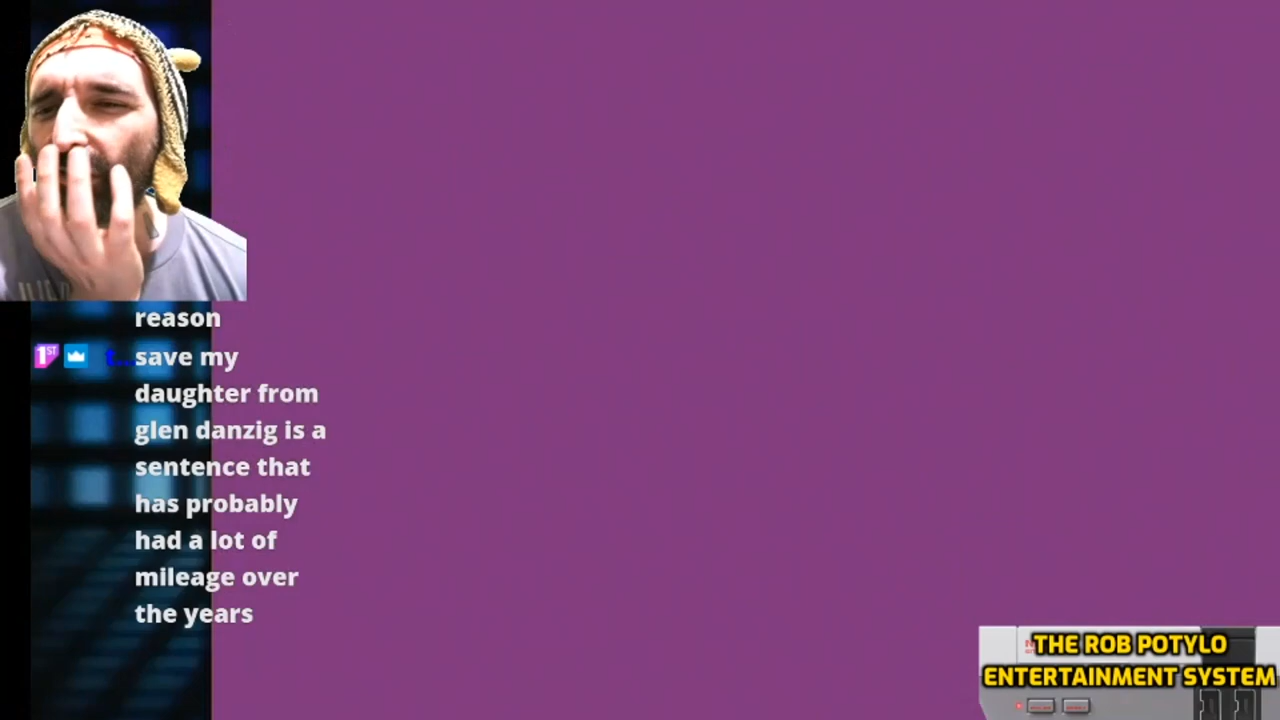 reason
1ST save my
daughter from
glen danzig is a
sentence that
has probably
had a lot of
mileage over
the years
THE ROB POTYLO
ENTERTAINMENT SYSTEM